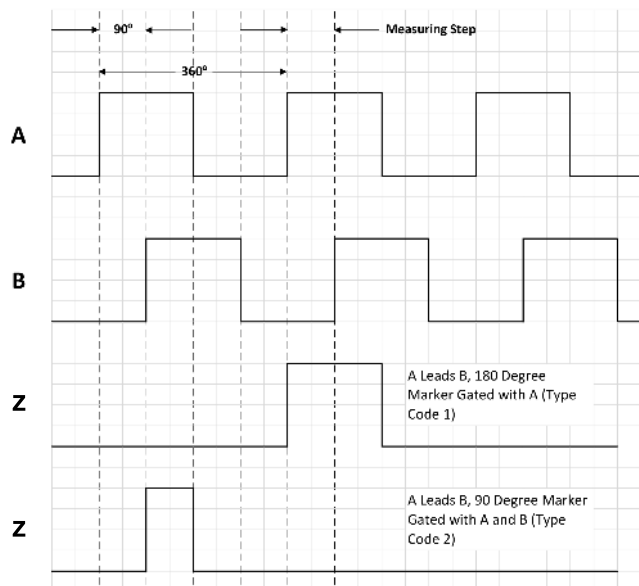 90° Measuring Step
360°
A
B
A Leads B, 180 Degree
Marker Gated with A (Type
Code 1)
Z
A Leads B, 90 Degree Marker
Gated with A and B (Type
Code 2)
Z